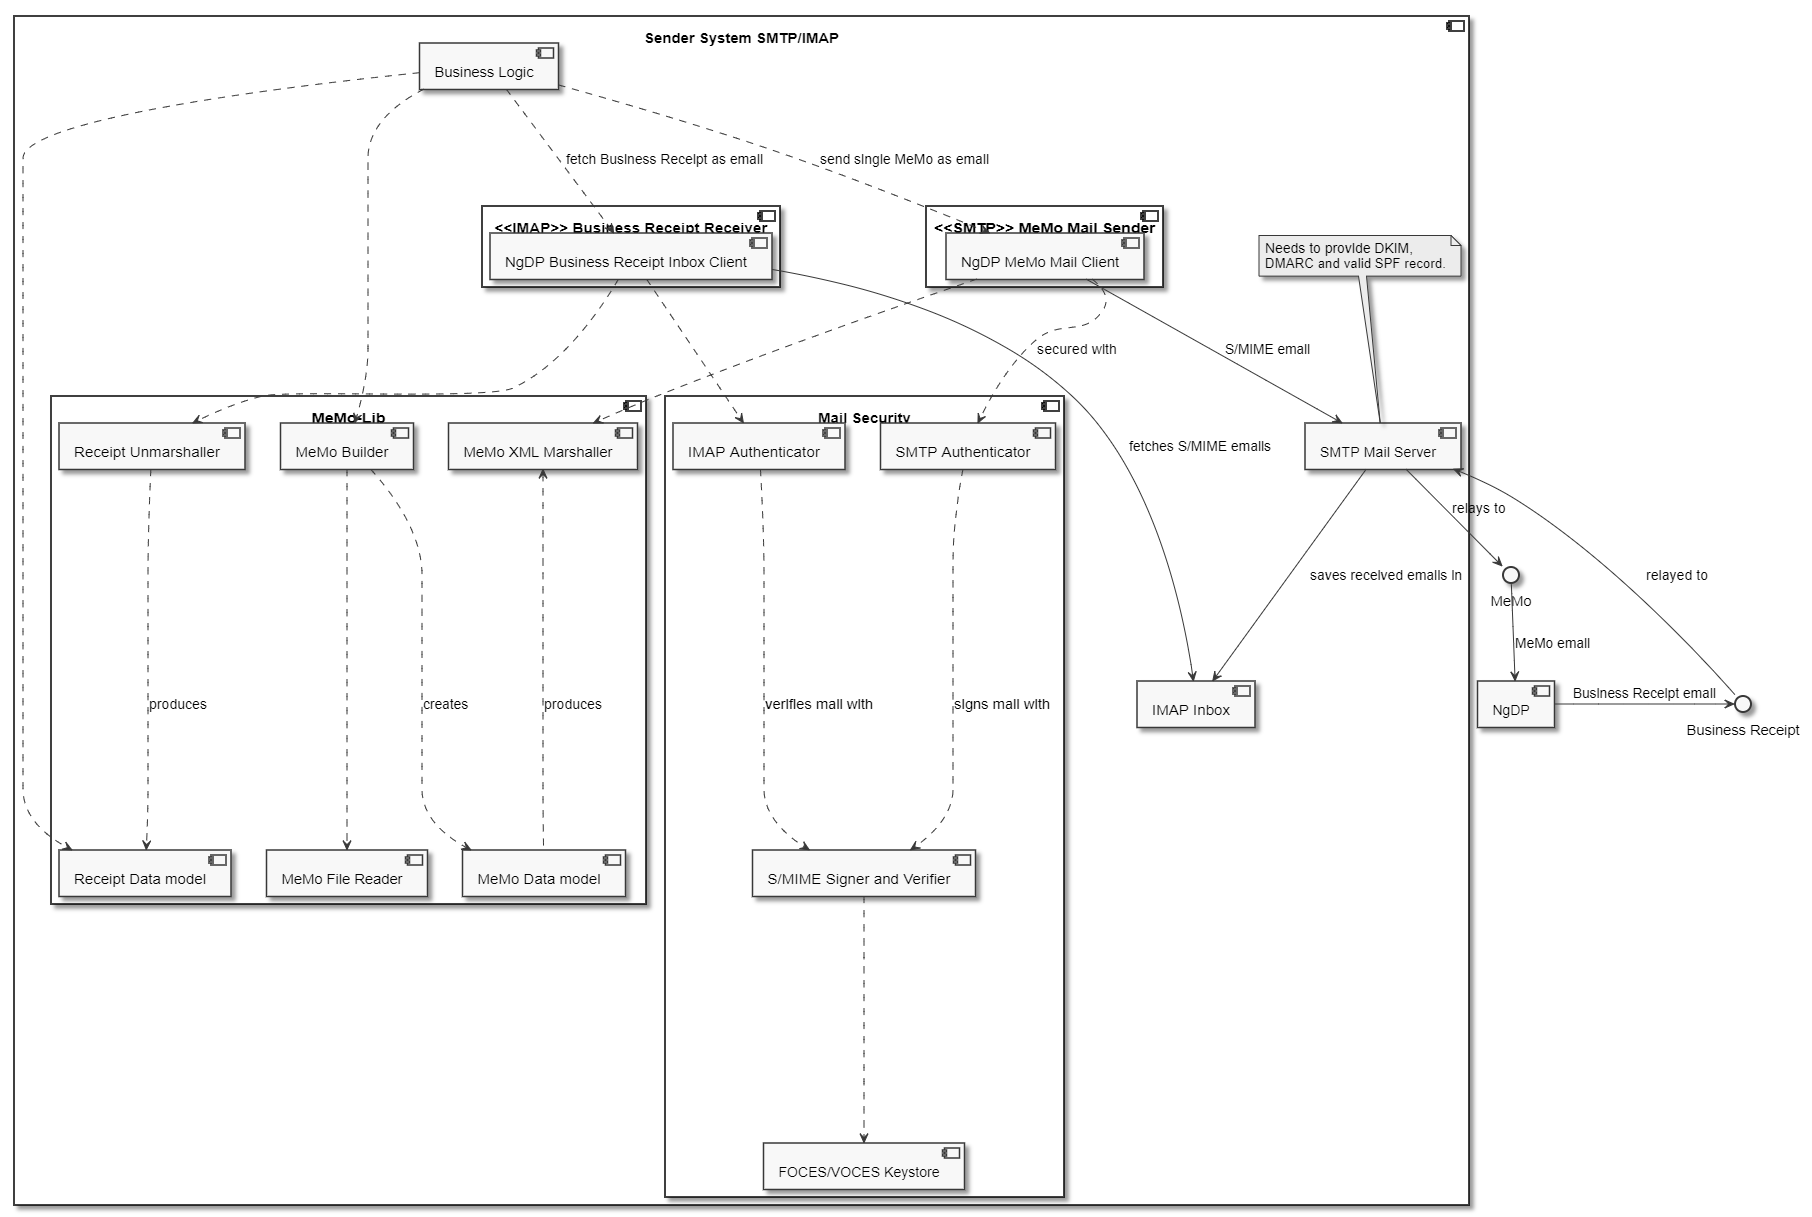 Sender System SMTP/IMAP
Business Logic
fetch Business Receipt as email
send single MeMo as email
<<IMAP>> Business Receipt Receiver
<<SMTP>> MeMo Mail Sender
NgDP Business Receipt Inbox Client
NgDP MeMo Mail Client
Needs to provide DKIM,
DMARC and valid SPF record.
secured with
S/MIME email
MeMo-Lib
Mail Security
Receipt Unmarshaller
MeMo Builder
MeMo XML Marshaller
IMAP Authenticator
SMTP Authenticator
fetches S/MIME emails
SMTP Mail Server
relays to
saves received emails in
relayed to
MeMo
MeMo email
produces
creates
produces
verifies mail with
signs mail with
IMAP Inbox
NgDP
Business Receipt email
Business Receipt
Receipt Data model
MeMo File Reader
MeMo Data model
S/MIME Signer and Verifier
FOCES/VOCES Keystore